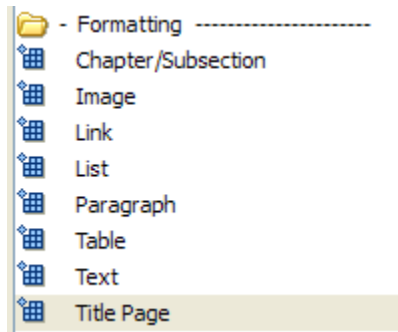 - Formatting ----------------------
Chapter/Subsection
Image
Link
List
Paragraph
Table
Text
Title Page